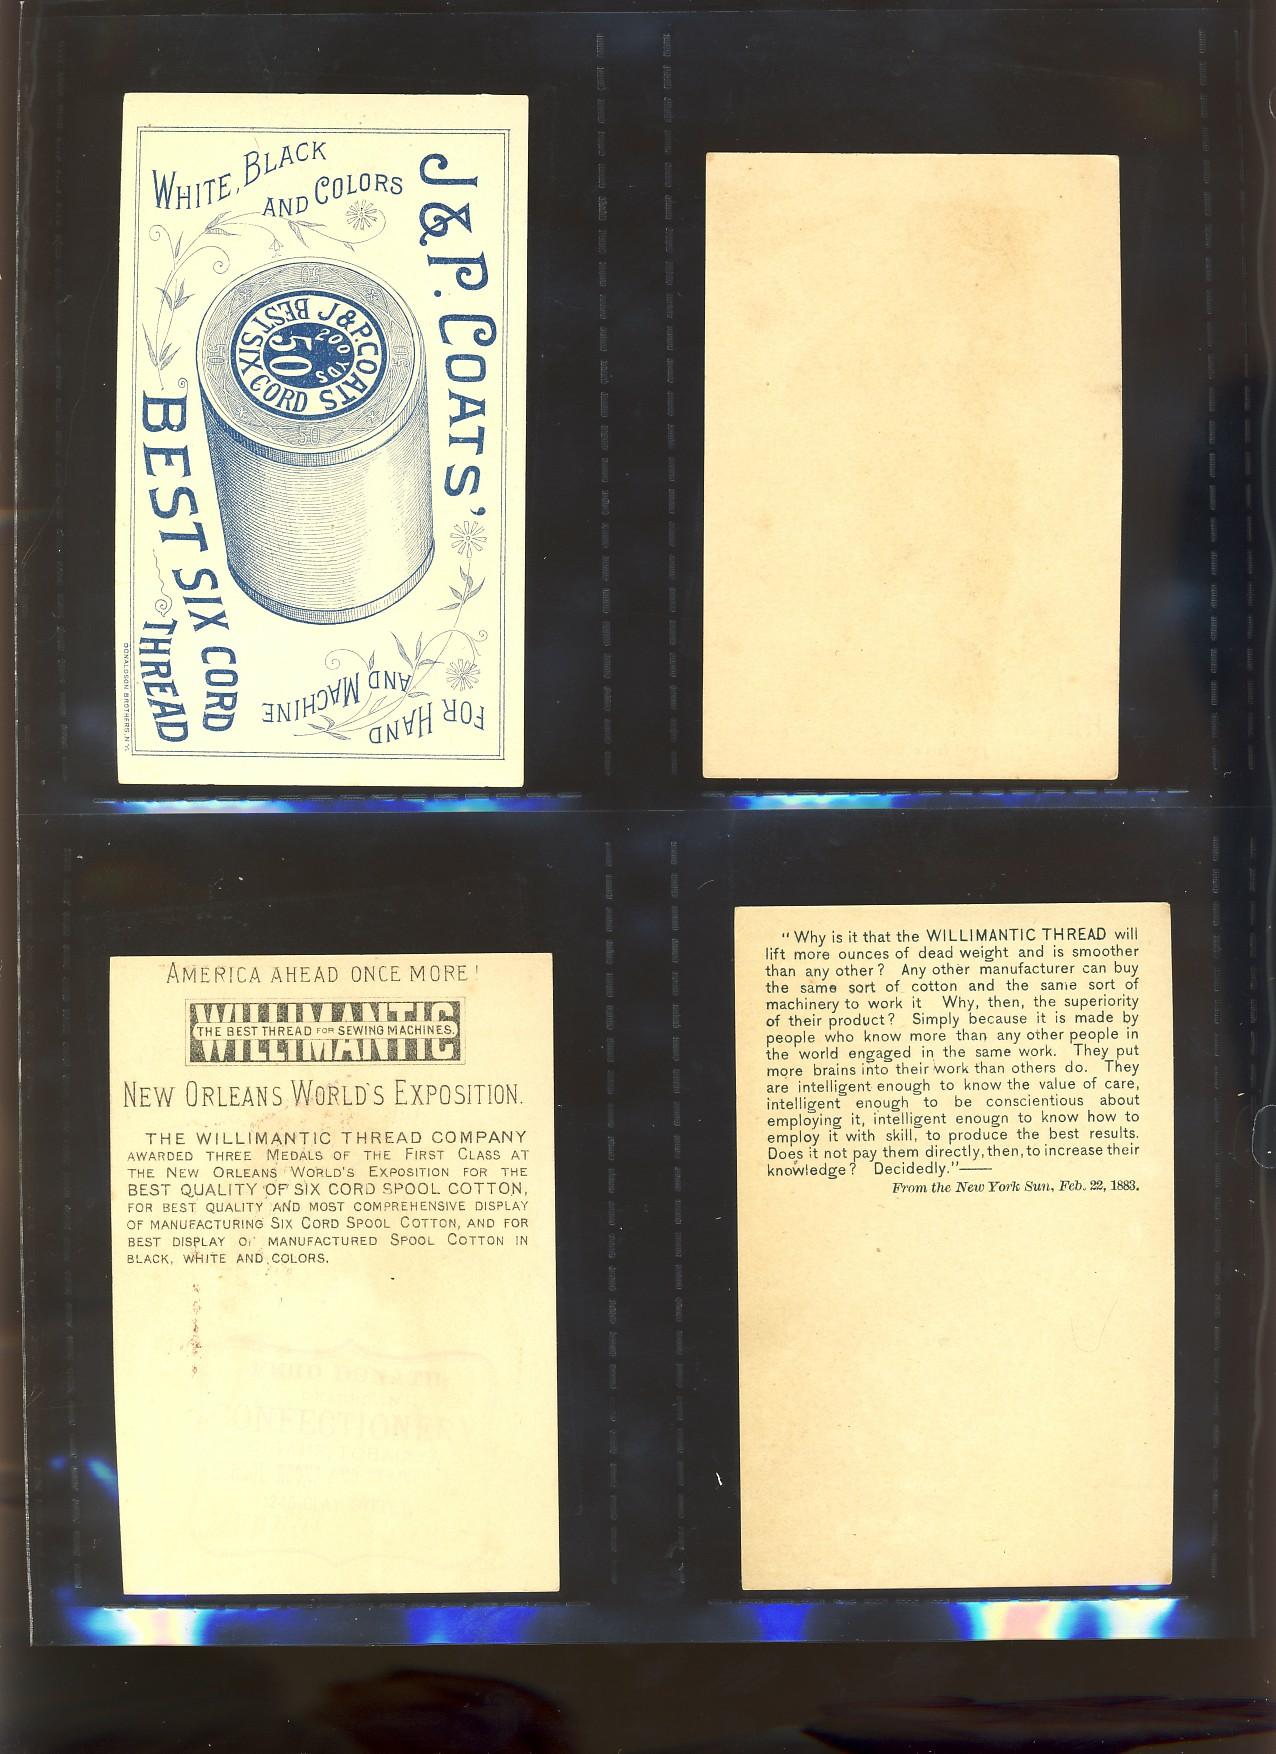 WHITE, BLACK
AND COLORS
J & P. COATS'
BEST SIX CORD
THREAD
FOR HAND
AND MACHINE
50
50
50
50
J & P. COATS
BEST SIX CORD
200 YDS
50
DONALDSON BROTHERS, N.Y.
AMERICA AHEAD ONCE MORE!
WILLIMANTIC
THE BEST THREAD FOR SEWING MACHINES.
WILLIMANTIC
NEW ORLEANS WORLD'S EXPOSITION.
THE WILLIMANTIC THREAD COMPANY
AWARDED THREE MEDALS OF THE FIRST CLASS AT
THE NEW ORLEANS WORLD'S EXPOSITION FOR THE
BEST QUALITY OF SIX CORD SPOOL COTTON,
FOR BEST QUALITY AND MOST COMPREHENSIVE DISPLAY
OF MANUFACTURING SIX CORD SPOOL COTTON, AND FOR
BEST DISPLAY OF MANUFACTURED SPOOL COTTON IN
BLACK, WHITE AND COLORS.
CONFECTIONERY
"Why is it that the WILLIMANTIC THREAD will
lift more ounces of dead weight and is smoother
than any other? Any other manufacturer can buy
the same sort of cotton and the same sort of
machinery to work it Why, then, the superiority
of their product? Simply because it is made by
people who know more than any other people in
the world engaged in the same work. They put
more brains into their work than others do. They
are intelligent enough to know the value of care,
intelligent enough to be conscientious about
employing it, intelligent enougn to know how to
employ it with skill, to produce the best results.
Does it not pay them directly, then, to increase their
knowledge? Decidedly."——
From the New York Sun, Feb. 22, 1883.